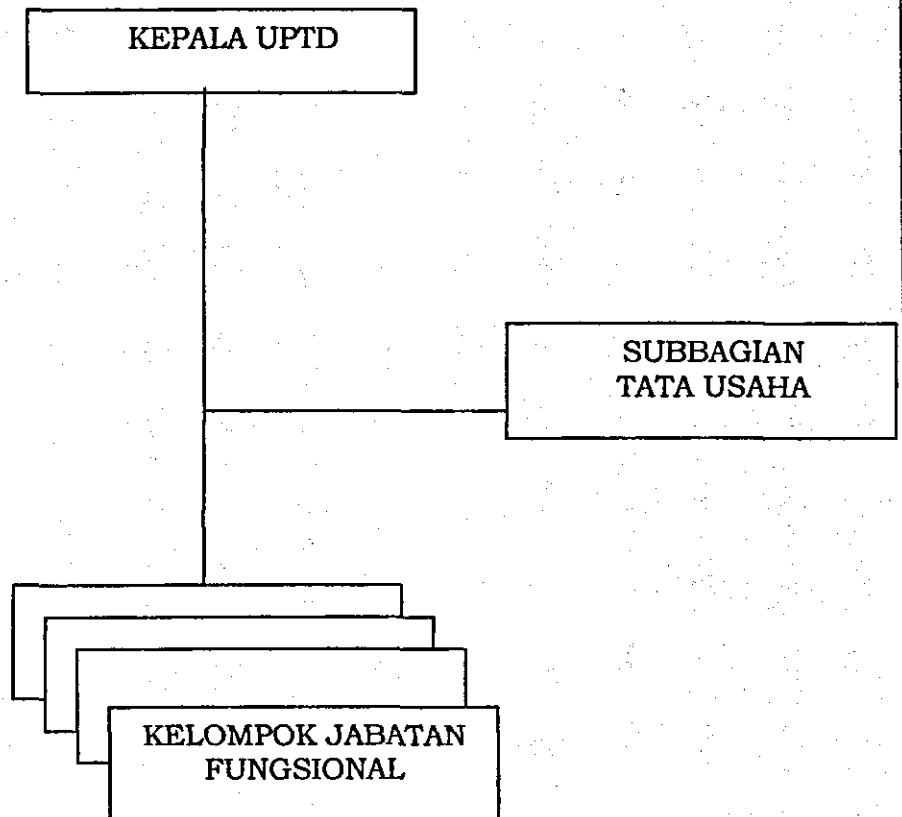 KEPALA UPTD
SUBBAGIAN
TATA USAHA
KELOMPOK JABATAN
FUNGSIONAL